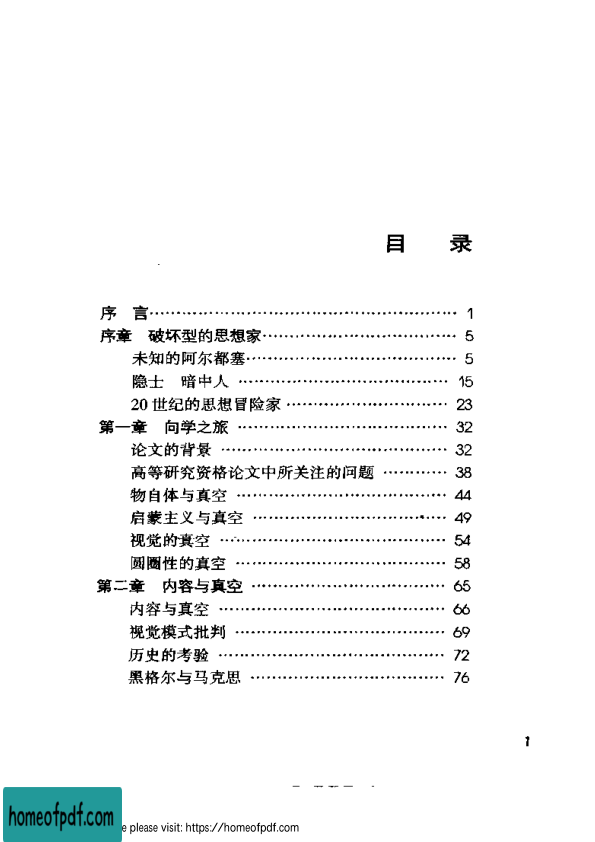 目 录
序 言………………………………………………… 1
序章 破坏型的思想家……………………………… 5
未知的阿尔都塞…………………………………… 5
隐士 暗中人 …………………………………… 15
20 世纪的思想冒险家 ………………………… 23
第一章 向学之旅 ………………………………… 32
论文的背景 ……………………………………… 32
高等研究资格论文中所关注的问题 ………… 38
物自体与真空 …………………………………… 44
启蒙主义与真空 ………………………………… 49
视觉的真空 ……………………………………… 54
圆圈性的真空 …………………………………… 58
第二章 内容与真空 ……………………………… 65
内容与真空 ……………………………………… 66
视觉模式批判 …………………………………… 69
历史的考验 ……………………………………… 72
黑格尔与马克思 ………………………………… 76
1
homeofpdf.com
e please visit: https://homeofpdf.com